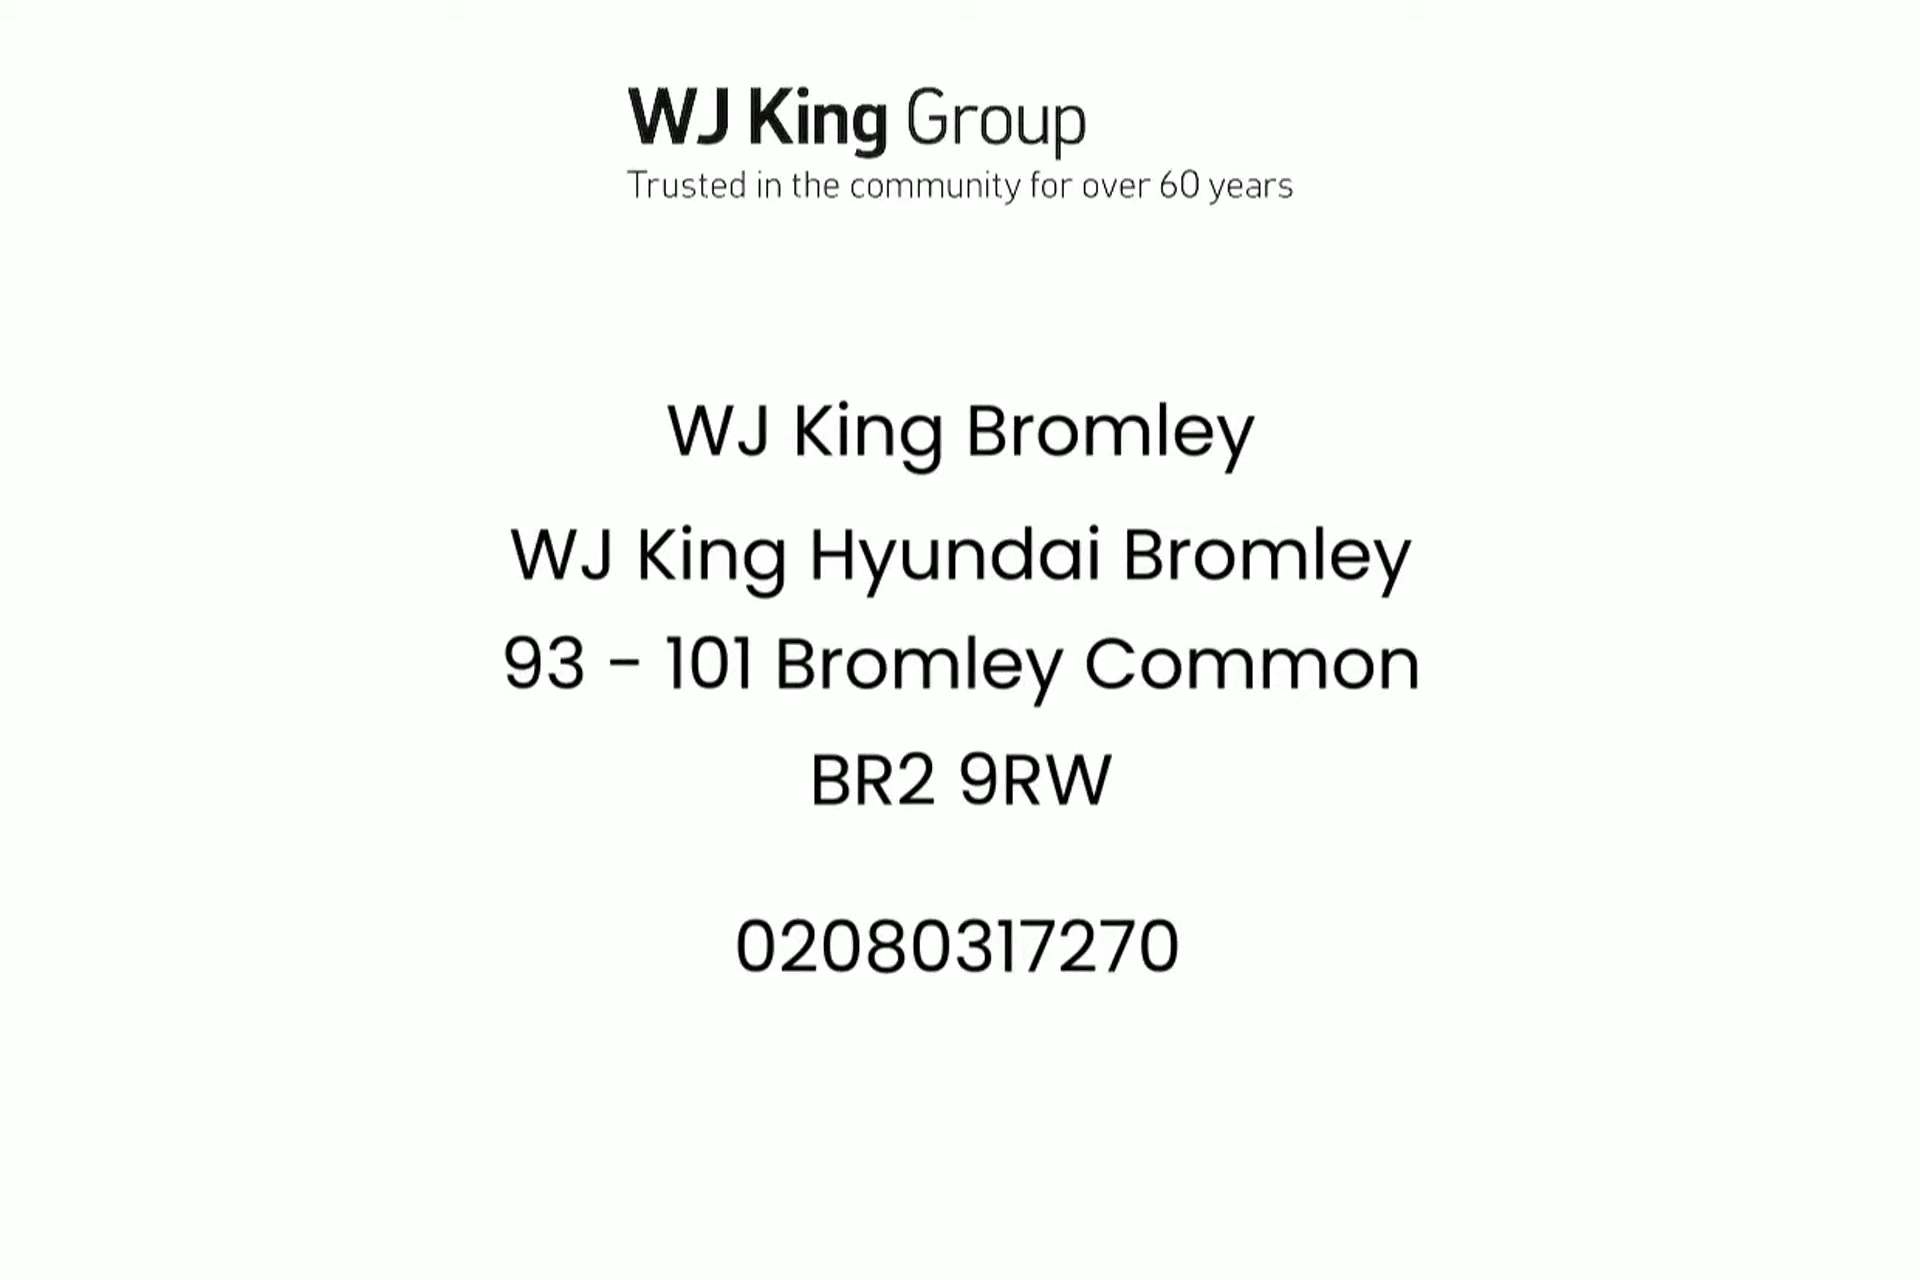 WJ King Group
Trusted in the community for over 60 years
WJ King Bromley
WJ King Hyundai Bromley
93 - 101 Bromley Common
BR2 9RW
02080317270